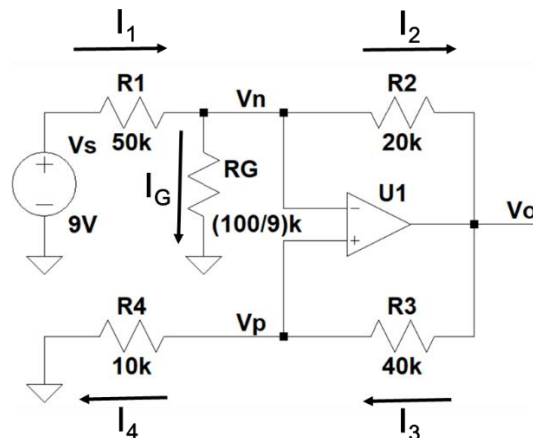 I1
I2
R1
Vn
R2
50k
20k
Vs
+
RG
U1
IG
−
−
Vo
9V
(100/9)k
+
R4
Vp
R3
10k
40k
I4
I3